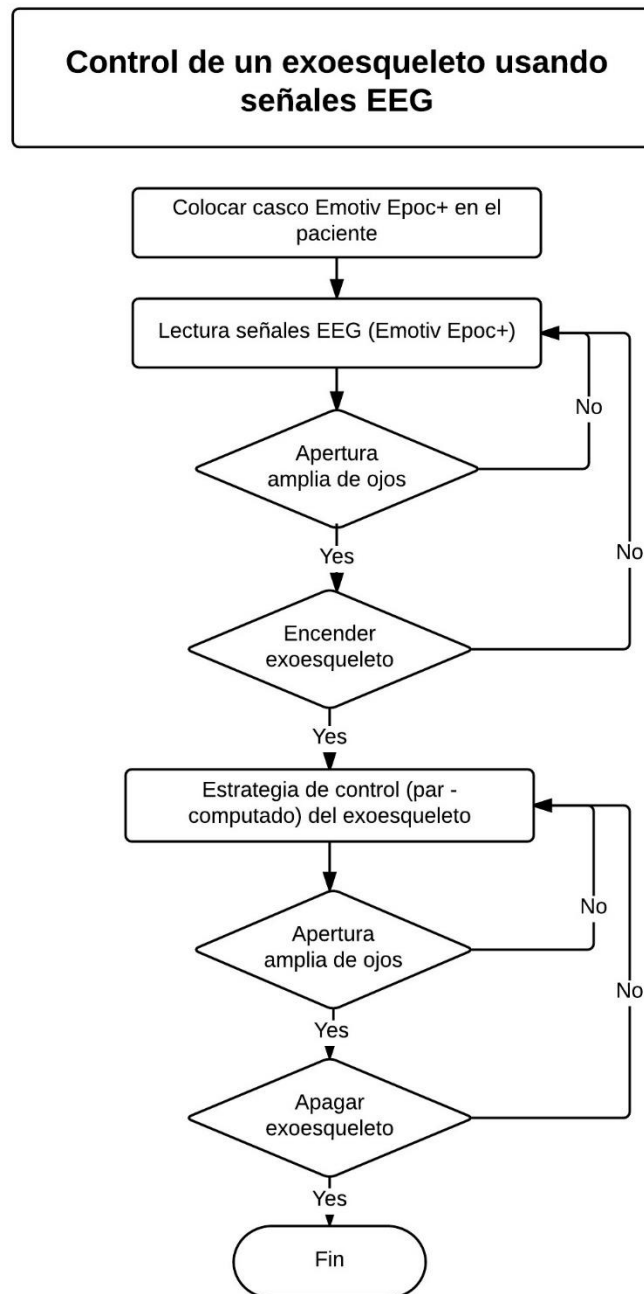 Control de un exoesqueleto usando
señales EEG
Colocar casco Emotiv Epoc+ en el
paciente
Lectura señales EEG (Emotiv Epoc+)
No
Apertura
amplia de ojos
No
Yes
Encender
exoesqueleto
Yes
Estrategia de control (par -
computado) del exoesqueleto
No
Apertura
amplia de ojos
No
Yes
Apagar
exoesqueleto
Yes
Fin